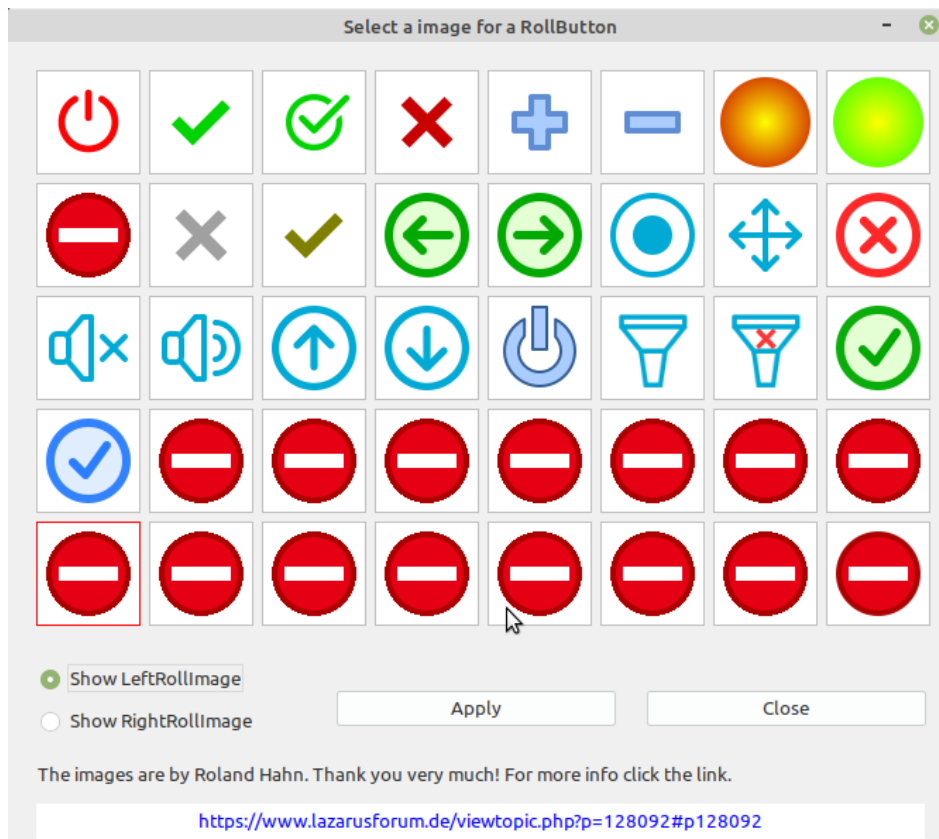 Select a image for a RollButton
Show LeftRollImage
Show RightRollImage
Apply
Close
The images are by Roland Hahn. Thank you very much! For more info click the link.
https://www.lazarusforum.de/viewtopic.php?p=128092#p128092